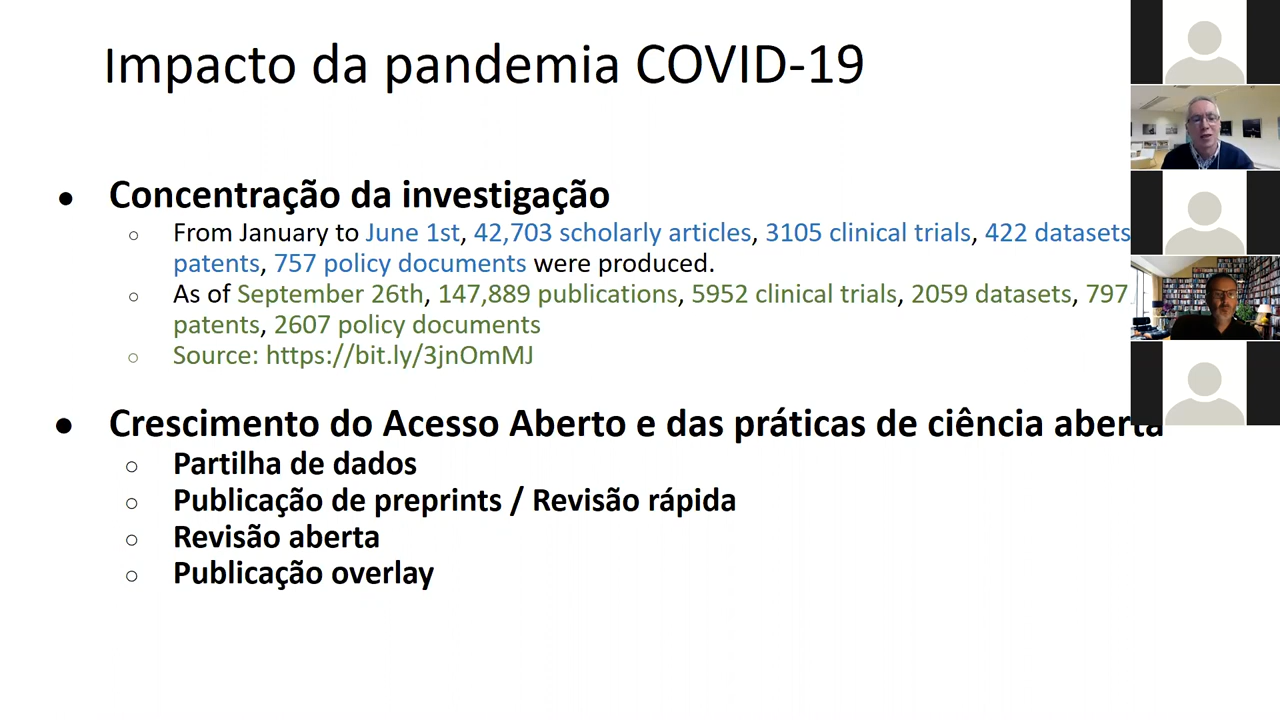 Impacto da pandemia COVID-19
● Concentração da investigação
○ From January to June 1st, 42,703 scholarly articles, 3105 clinical trials, 422 datasets
patents, 757 policy documents were produced.
○ As of September 26th, 147,889 publications, 5952 clinical trials, 2059 datasets, 797
patents, 2607 policy documents
○ Source: https://bit.ly/3jnOmMJ
● Crescimento do Acesso Aberto e das práticas de ciência aberta
○ Partilha de dados
○ Publicação de preprints / Revisão rápida
○ Revisão aberta
○ Publicação overlay